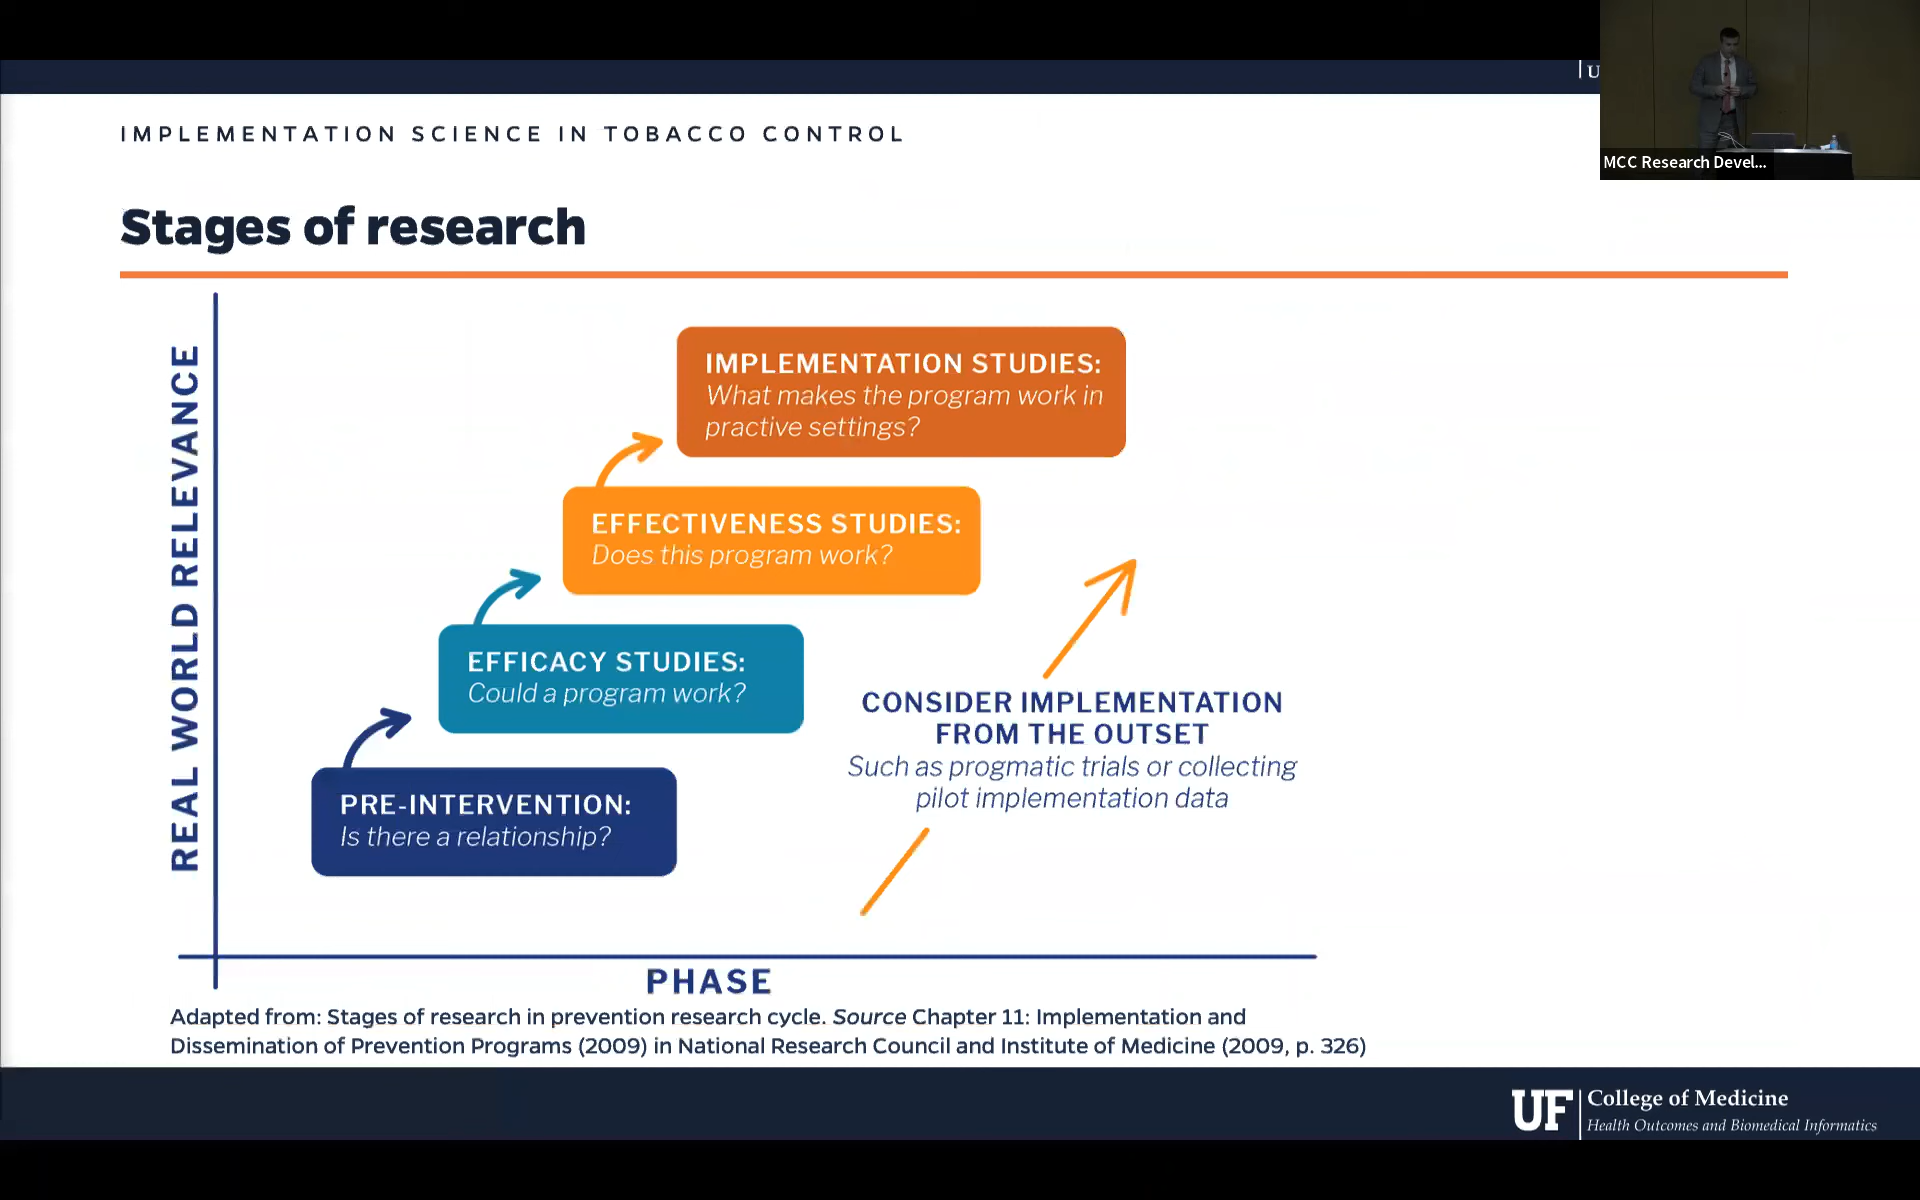 U
MCC Research Devel...
IMPLEMENTATION SCIENCE IN TOBACCO CONTROL
Stages of research
REAL WORLD RELEVANCE
IMPLEMENTATION STUDIES:
What makes the program work in
practive settings?
EFFECTIVENESS STUDIES:
Does this program work?
EFFICACY STUDIES:
Could a program work?
PRE-INTERVENTION:
Is there a relationship?
CONSIDER IMPLEMENTATION
FROM THE OUTSET
Such as progmatic trials or collecting
pilot implementation data
PHASE
Adapted from: Stages of research in prevention research cycle. Source Chapter 11: Implementation and
Dissemination of Prevention Programs (2009) in National Research Council and Institute of Medicine (2009, p. 326)
UF
College of Medicine
Health Outcomes and Biomedical Informatics